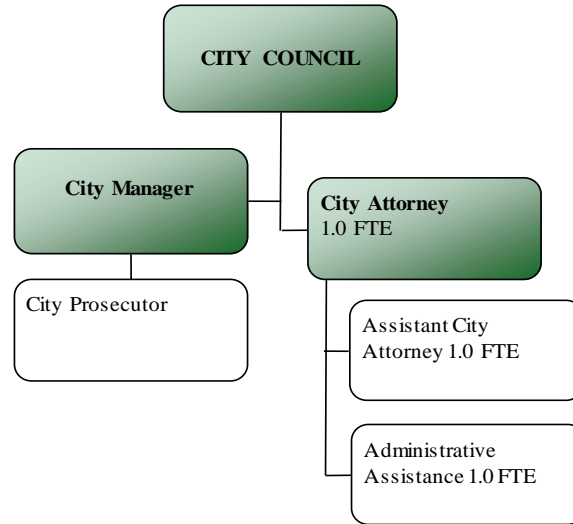 CITY COUNCIL
City Manager
City Attorney
1.0 FTE
City Prosecutor
Assistant City
Attorney 1.0 FTE
Administrative
Assistance 1.0 FTE